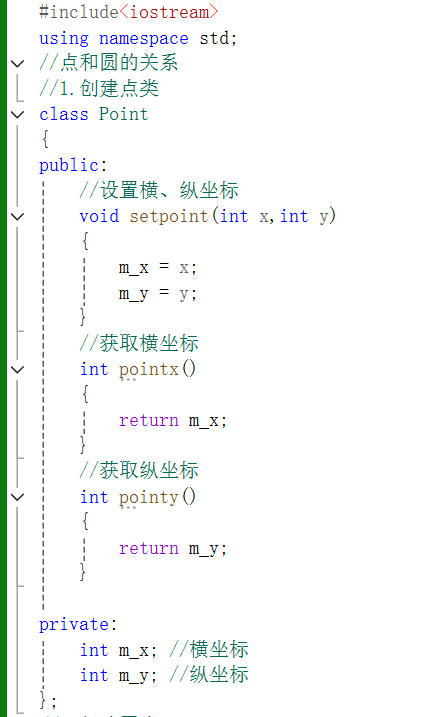 #include<iostream>
using namespace std;
//点和圆的关系
//1.创建点类
class Point
{
public:
//设置横、纵坐标
void setpoint(int x,int y)
{
m_x = x;
m_y = y;
}
//获取横坐标
int pointx()
{
return m_x;
}
//获取纵坐标
int pointy()
{
return m_y;
}
private:
int m_x; //横坐标
int m_y; //纵坐标
};